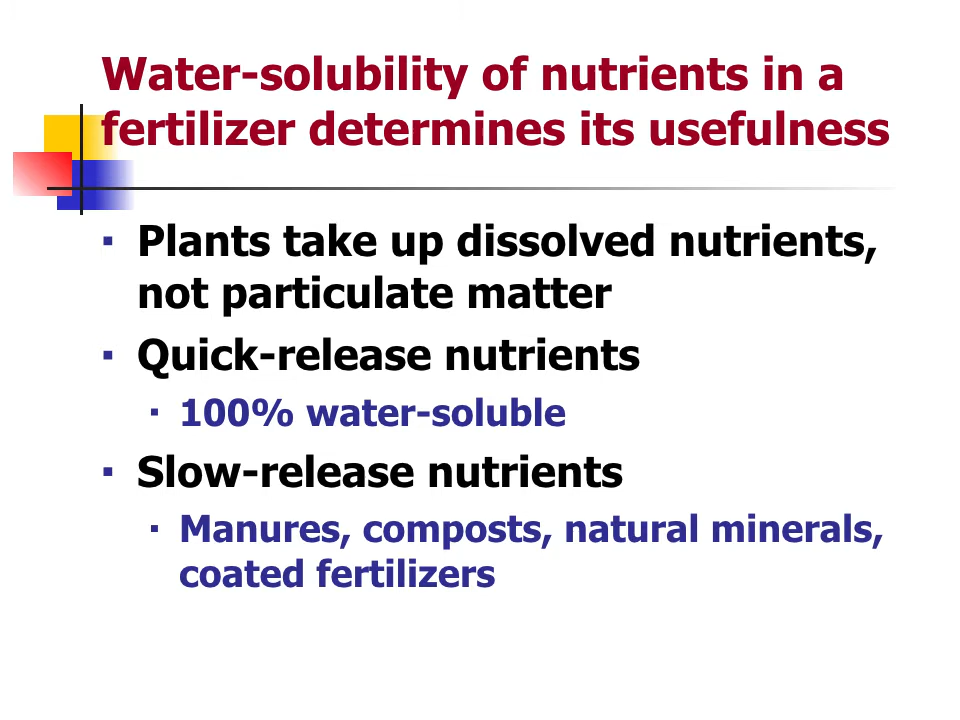 Water-solubility of nutrients in a
fertilizer determines its usefulness
▪ Plants take up dissolved nutrients,
not particulate matter
▪ Quick-release nutrients
▪ 100% water-soluble
▪ Slow-release nutrients
▪ Manures, composts, natural minerals,
coated fertilizers